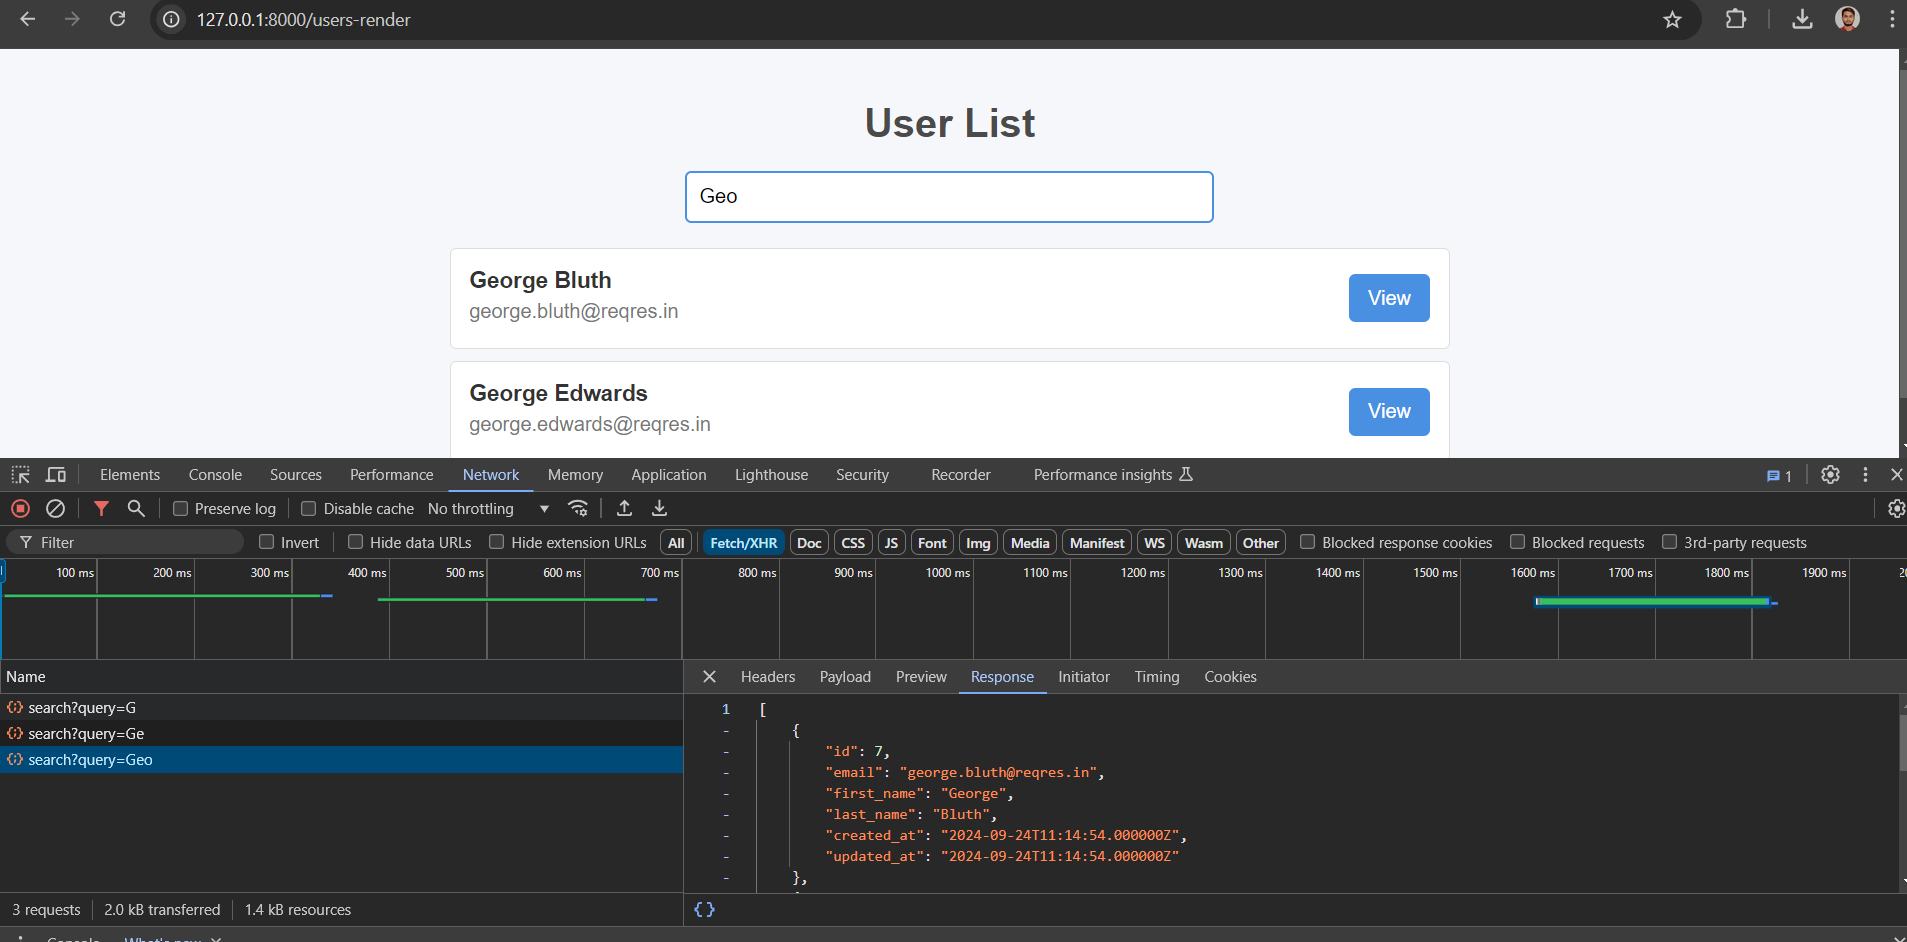 127.0.0.1:8000/users-render
User List
Geo
George Bluth
george.bluth@reqres.in
View
George Edwards
george.edwards@reqres.in
View
Elements Console Sources Performance Network Memory Application Lighthouse Security Recorder Performance insights 1
Preserve log Disable cache No throttling
Filter Invert Hide data URLs Hide extension URLs All Fetch/XHR Doc CSS JS Font Img Media Manifest WS Wasm Other Blocked response cookies Blocked requests 3rd-party requests
100 ms 200 ms 300 ms 400 ms 500 ms 600 ms 700 ms 800 ms 900 ms 1000 ms 1100 ms 1200 ms 1300 ms 1400 ms 1500 ms 1600 ms 1700 ms 1800 ms 1900 ms
Name
search?query=G
search?query=Ge
search?query=Geo
3 requests 2.0 kB transferred 1.4 kB resources
Headers Payload Preview Response Initiator Timing Cookies
1 [
- {
- "id": 7,
- "email": "george.bluth@reqres.in",
- "first_name": "George",
- "last_name": "Bluth",
- "created_at": "2024-09-24T11:14:54.000000Z",
- "updated_at": "2024-09-24T11:14:54.000000Z"
- },
{}
Console What's new